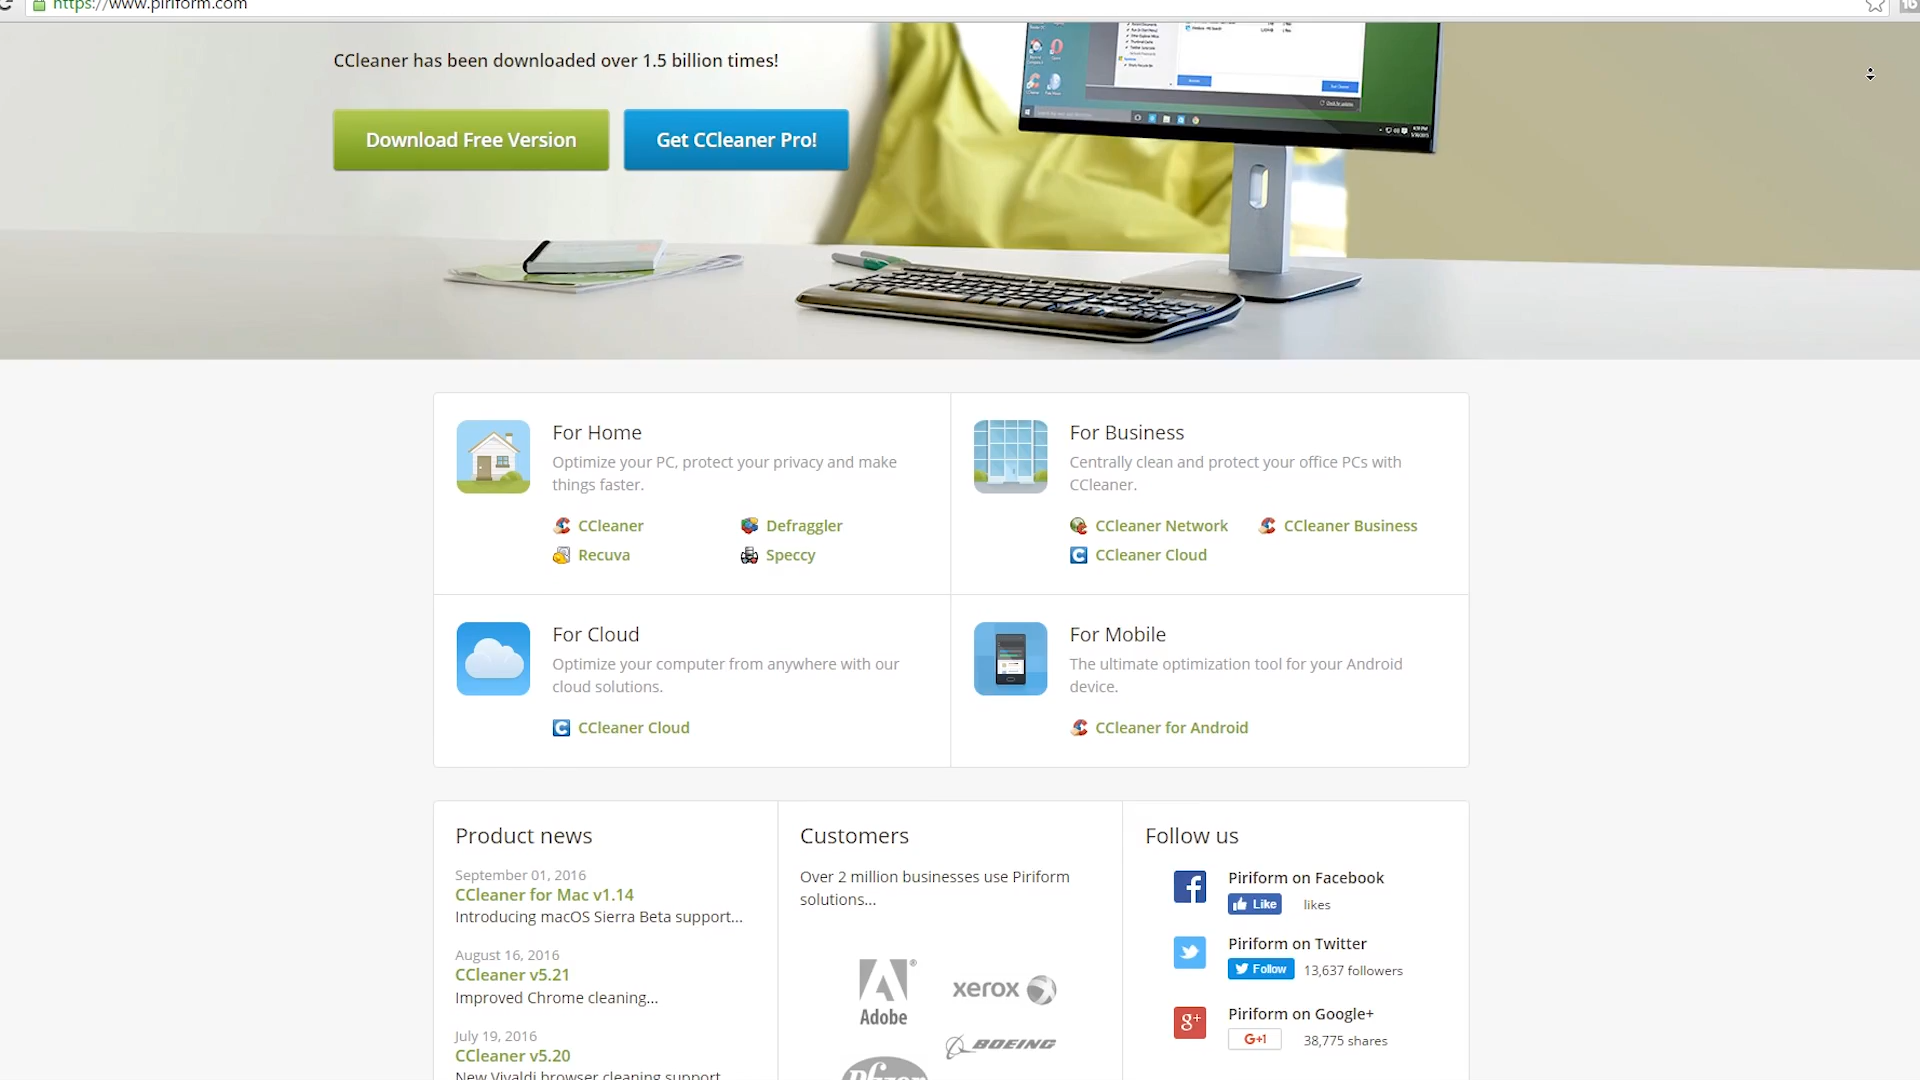 https://www.piriform.com
CCleaner has been downloaded over 1.5 billion times!
Download Free Version
Get CCleaner Pro!
For Home
Optimize your PC, protect your privacy and make
things faster.
CCleaner
Defraggler
Recuva
Speccy
For Business
Centrally clean and protect your office PCs with
CCleaner.
CCleaner Network
CCleaner Business
CCleaner Cloud
For Cloud
Optimize your computer from anywhere with our
cloud solutions.
CCleaner Cloud
For Mobile
The ultimate optimization tool for your Android
device.
CCleaner for Android
Product news
September 01, 2016
CCleaner for Mac v1.14
Introducing macOS Sierra Beta support...
August 16, 2016
CCleaner v5.21
Improved Chrome cleaning...
July 19, 2016
CCleaner v5.20
New Vivaldi browser cleaning support
Customers
Over 2 million businesses use Piriform
solutions...
Adobe
xerox
BOEING
Pfizer
Follow us
Piriform on Facebook
Like
likes
Piriform on Twitter
Follow
13,637 followers
Piriform on Google+
G+1
38,775 shares